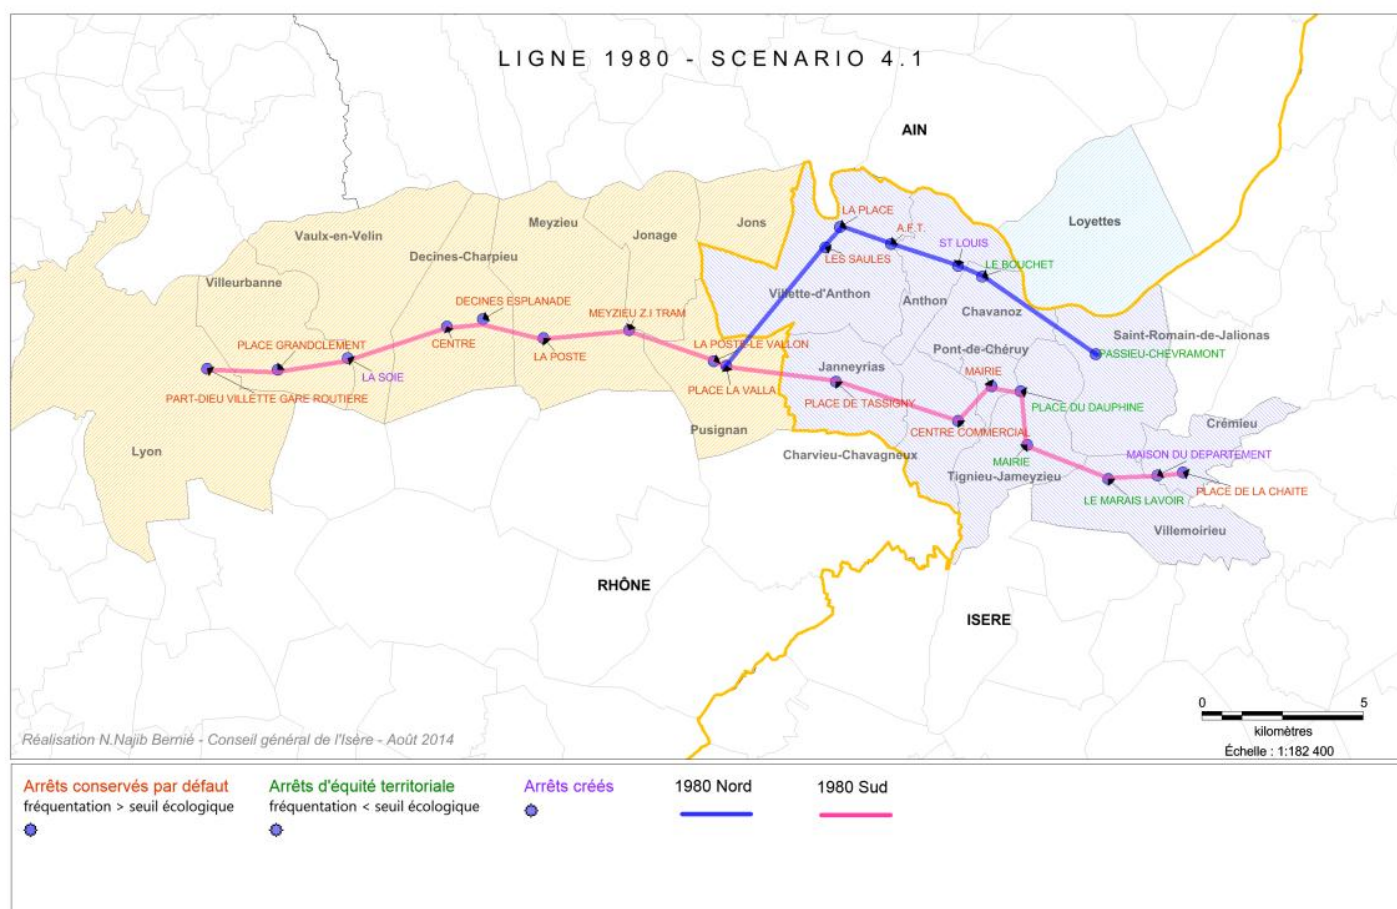 LIGNE 1980 - SCENARIO 4.1
AIN
LA PLACE
Jons
Loyettes
Meyzieu
A.F.T.
Vaulx-en-Velin
Jonage
ST LOUIS
Decines-Charpieu
LES SAULES
LE BOUCHET
Villeurbanne
Villette-d'Anthon
Anthon
DECINES ESPLANADE
Chavanoz
MEYZIEU Z.I TRAM
Saint-Romain-de-Jalionas
PLACE GRANDCLEMENT
CENTRE
LA POSTE-LE VALLON
Pont-de-Chéruy
PASSIEU-CHEVRAMONT
LA POSTE
Janneyrias
MAIRIE
LA SOIE
PLACE LA VALLA
PART-DIEU VILLETTE GARE ROUTIERE
PLACE DE TASSIGNY
PLACE DU DAUPHINE
Pusignan
CENTRE COMMERCIAL
Crémieu
Lyon
MAIRIE
Charvieu-Chavagneux
MAISON DU DEPARTEMENT
Tignieu-Jameyzieu
PLACE DE LA CHAITE
LE MARAIS LAVOIR
Villemoirieu
RHÔNE
ISERE
0
5
kilomètres
Réalisation N.Najib Bernié - Conseil général de l'Isère - Août 2014
Échelle : 1:182 400
Arrêts conservés par défaut
fréquentation > seuil écologique
Arrêts d'équité territoriale
fréquentation < seuil écologique
Arrêts créés
1980 Nord
1980 Sud